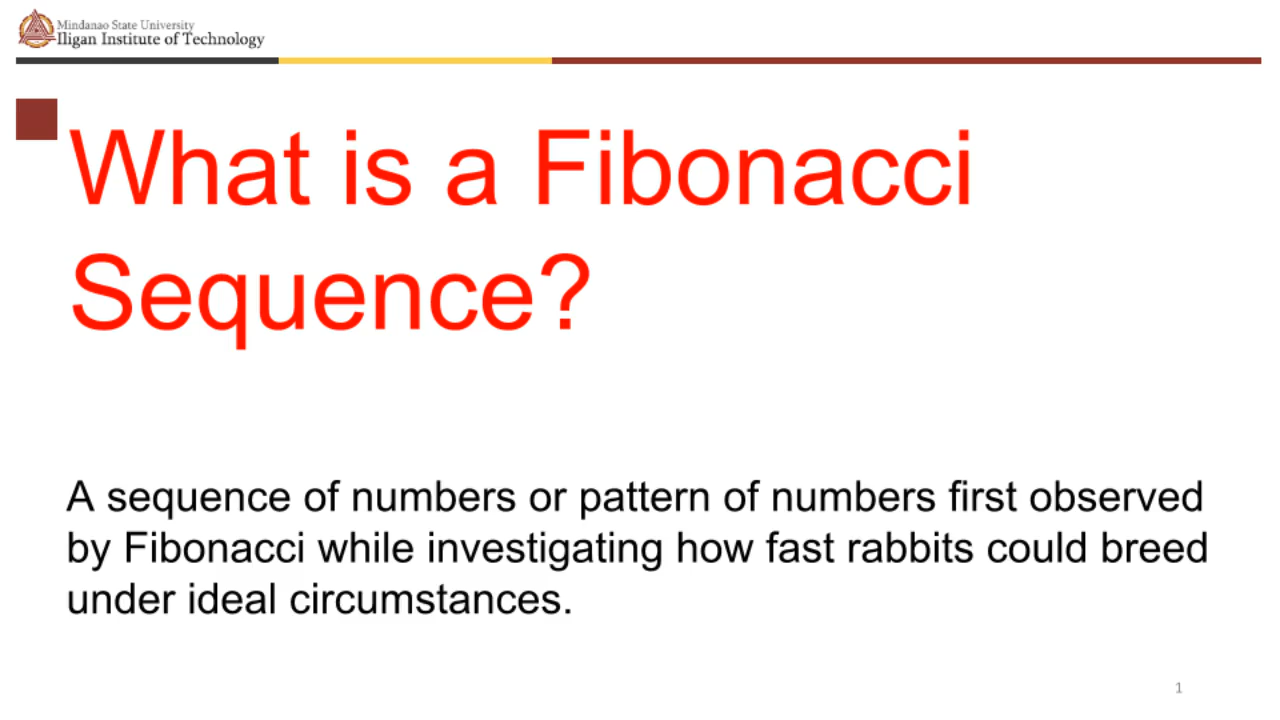 Mindanao State University
Iligan Institute of Technology
What is a Fibonacci
Sequence?
A sequence of numbers or pattern of numbers first observed
by Fibonacci while investigating how fast rabbits could breed
under ideal circumstances.
1